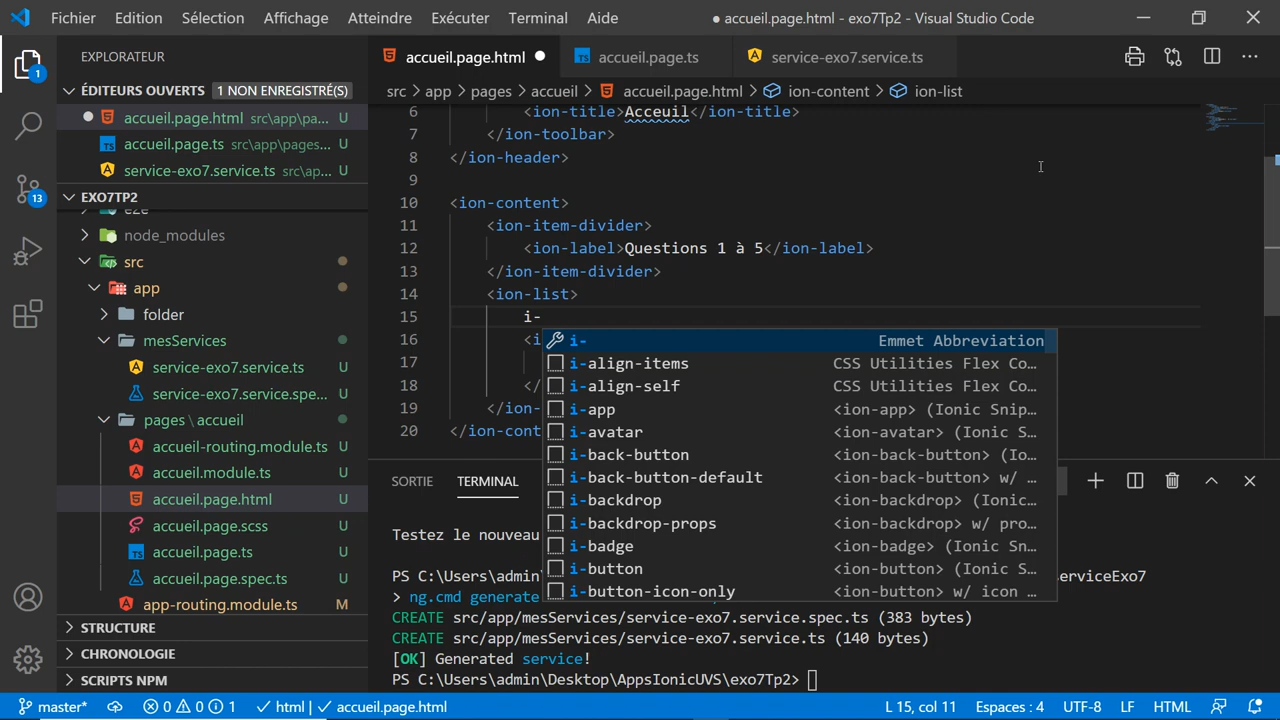 Fichier Edition Sélection Affichage Atteindre Exécuter Terminal Aide ● accueil.page.html - exo7Tp2 - Visual Studio Code
EXPLORATEUR
ÉDITEURS OUVERTS 1 NON ENREGISTRÉ(S)
accueil.page.html src\app\pa... U
accueil.page.ts src\app\pages... U
service-exo7.service.ts src\ap... U
EXO7TP2
node_modules
src
app
folder
mesServices
service-exo7.service.ts U
service-exo7.service.spe... U
pages \ accueil
accueil-routing.module.ts U
accueil.module.ts U
accueil.page.html U
accueil.page.scss U
accueil.page.ts U
accueil.page.spec.ts U
app-routing.module.ts M
STRUCTURE
CHRONOLOGIE
SCRIPTS NPM
1
13
accueil.page.html accueil.page.ts service-exo7.service.ts
src > app > pages > accueil > accueil.page.html > ion-content > ion-list
6 <ion-title>Acceuil</ion-title>
7 </ion-toolbar>
8 </ion-header>
9
10 <ion-content>
11 <ion-item-divider>
12 <ion-label>Questions 1 à 5</ion-label>
13 </ion-item-divider>
14 <ion-list>
15 i-
16 <i
17
18 </
19 </ion-
20 </ion-cont
i- Emmet Abbreviation
i-align-items CSS Utilities Flex Co...
i-align-self CSS Utilities Flex Co...
i-app <ion-app> (Ionic Snip...
i-avatar <ion-avatar> (Ionic S...
i-back-button <ion-back-button> (Io...
i-back-button-default <ion-back-button> w/ ...
i-backdrop <ion-backdrop> (Ionic...
i-backdrop-props <ion-backdrop> w/ pro...
i-badge <ion-badge> (Ionic Sn...
i-button <ion-button> (Ionic S...
i-button-icon-only <ion-button> w/ icon ...
SORTIE TERMINAL
Testez le nouveau
PS C:\Users\admin\ erviceExo7
> ng.cmd generate
CREATE src/app/mesServices/service-exo7.service.spec.ts (383 bytes)
CREATE src/app/mesServices/service-exo7.service.ts (140 bytes)
[OK] Generated service!
PS C:\Users\admin\Desktop\AppsIonicUVS\exo7Tp2>
master* 0 0 1 html | accueil.page.html L 15, col 11 Espaces : 4 UTF-8 LF HTML